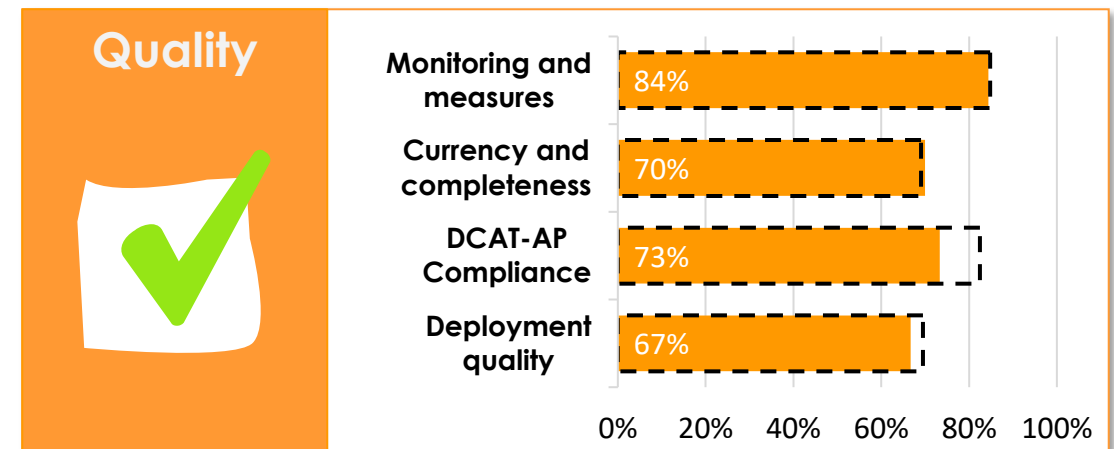 Quality
Monitoring and
measures
84%
Currency and
completeness
70%
DCAT-AP
Compliance
73%
Deployment
quality
67%
0% 20% 40% 60% 80% 100%